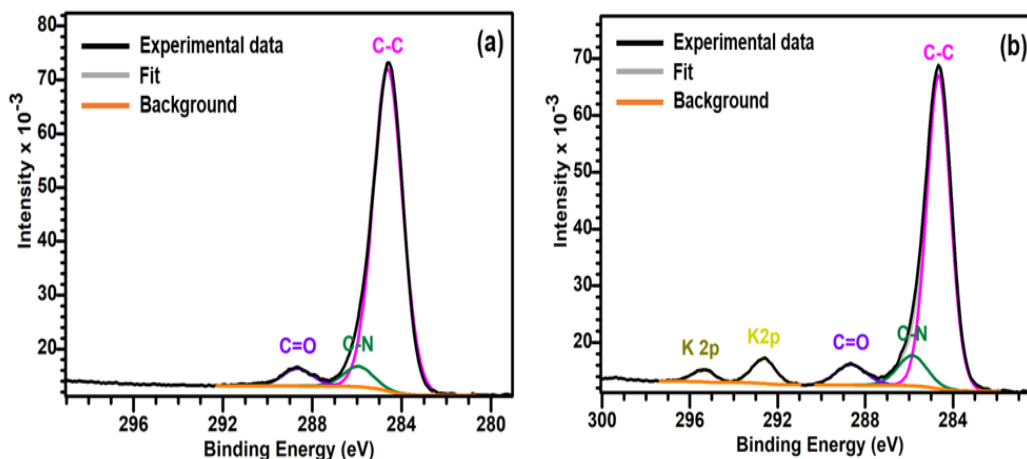 (a)
Experimental data
Fit
Background
C-C
C=O
C-N
80
70
60
50
40
30
20
Intensity x 10⁻³
296 292 288 284 280
Binding Energy (eV)
(b)
Experimental data
Fit
Background
C-C
K 2p
K2p
C=O
C-N
70
60
50
40
30
20
Intensity x 10⁻³
300 296 292 288 284
Binding Energy (eV)